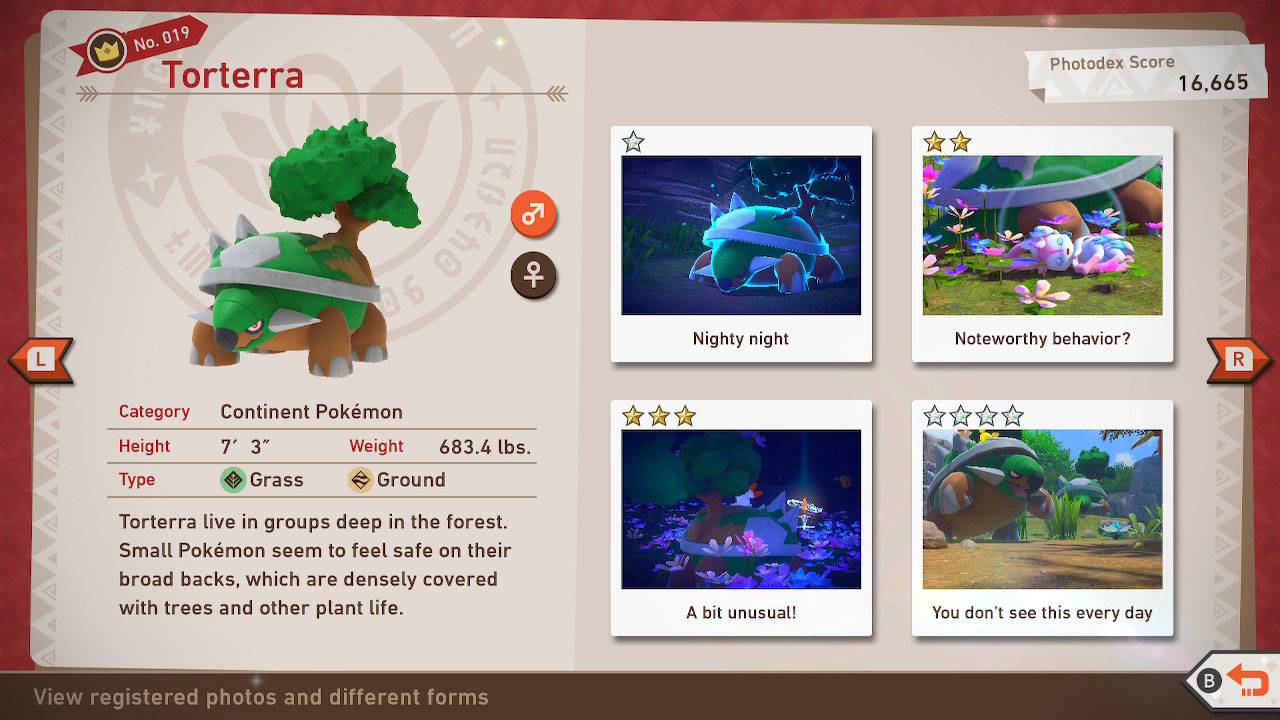 No. 019
Torterra
Photodex Score
16,665
Nighty night
Noteworthy behavior?
L
R
Category Continent Pokémon
Height 7′ 3″ Weight 683.4 lbs.
Type Grass Ground
Torterra live in groups deep in the forest.
Small Pokémon seem to feel safe on their
broad backs, which are densely covered
with trees and other plant life.
A bit unusual!
You don't see this every day
View registered photos and different forms
B